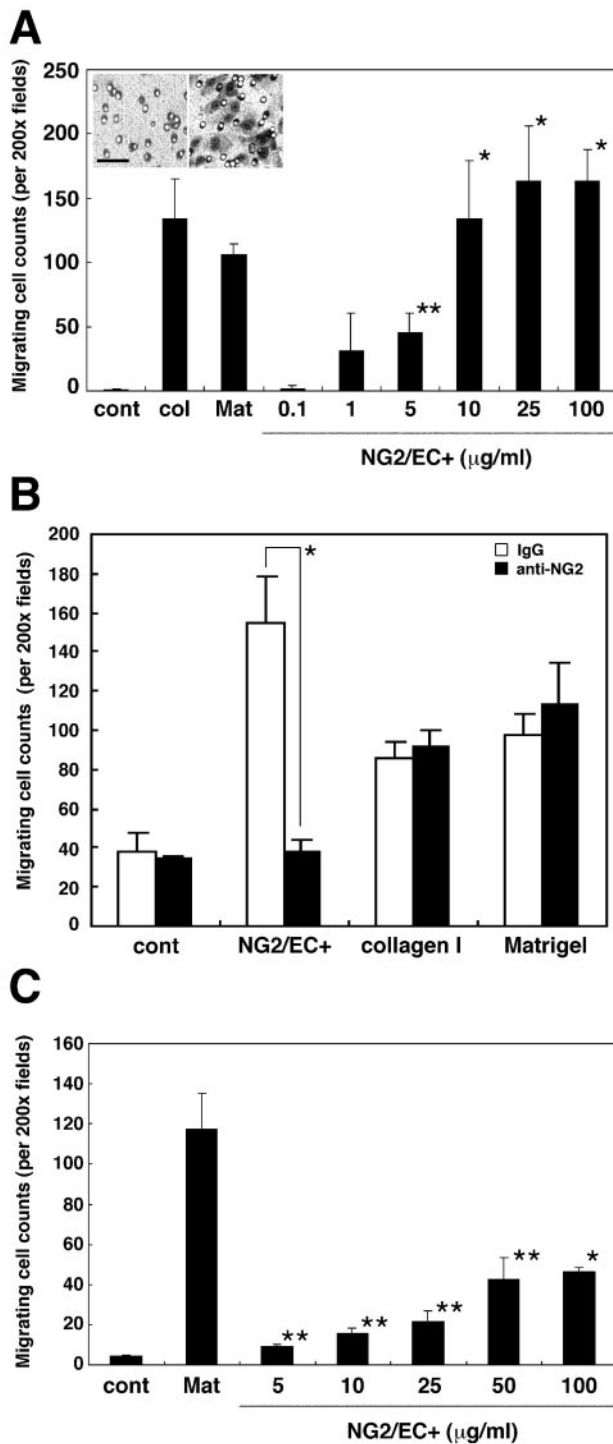 A
Migrating cell counts (per 200x fields)
250
200
150
100
50
0
*
*
*
**
cont col Mat 0.1 1 5 10 25 100
NG2/EC+ (μg/ml)
B
Migrating cell counts (per 200x fields)
200
180
160
140
120
100
80
60
40
20
0
IgG
anti-NG2
*
cont NG2/EC+ collagen I Matrigel
C
Migrating cell counts (per 200x fields)
160
140
120
100
80
60
40
20
0
** ** ** ** *
cont Mat 5 10 25 50 100
NG2/EC+ (μg/ml)